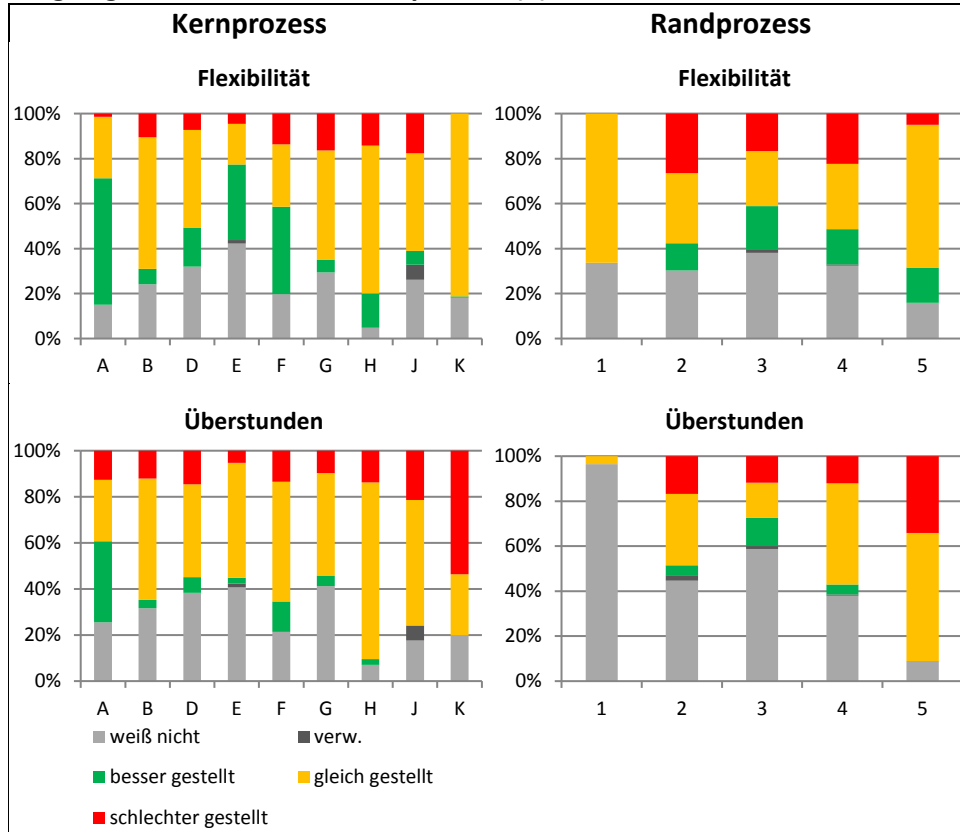 Kernprozess
Randprozess
Flexibilität
Flexibilität
100%
80%
60%
40%
20%
0%
A B D E F G H J K
100%
80%
60%
40%
20%
0%
1 2 3 4 5
Überstunden
Überstunden
100%
80%
60%
40%
20%
0%
A B D E F G H J K
100%
80%
60%
40%
20%
0%
1 2 3 4 5
weiß nicht
verw.
besser gestellt
gleich gestellt
schlechter gestellt